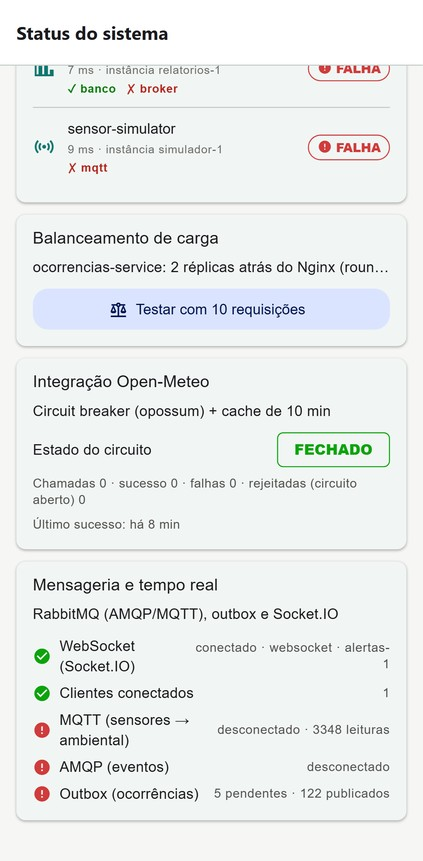 Status do sistema
7 ms · instância relatorios-1
FALHA
✓ banco ✗ broker
sensor-simulator
9 ms · instância simulador-1
FALHA
✗ mqtt
Balanceamento de carga
ocorrencias-service: 2 réplicas atrás do Nginx (roun…
Testar com 10 requisições
Integração Open-Meteo
Circuit breaker (opossum) + cache de 10 min
Estado do circuito
FECHADO
Chamadas 0 · sucesso 0 · falhas 0 · rejeitadas (circuito
aberto) 0
Último sucesso: há 8 min
Mensageria e tempo real
RabbitMQ (AMQP/MQTT), outbox e Socket.IO
WebSocket
(Socket.IO)
conectado · websocket · alertas-
1
Clientes conectados
1
MQTT (sensores →
ambiental)
desconectado · 3348 leituras
AMQP (eventos)
desconectado
Outbox (ocorrências)
5 pendentes · 122 publicados